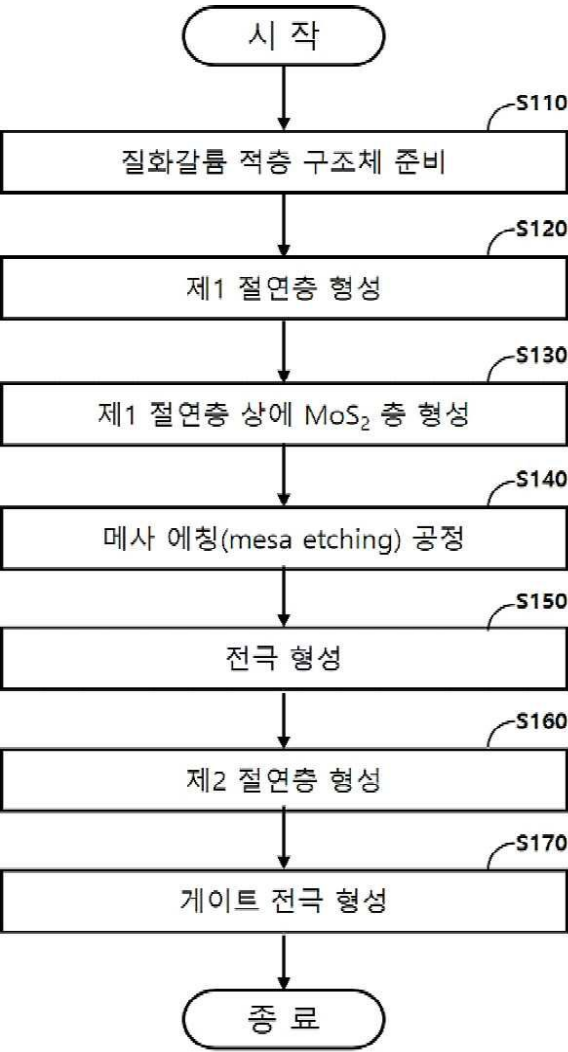 시 작
S110
질화갈륨 적층 구조체 준비
S120
제1 절연층 형성
S130
제1 절연층 상에 MoS₂ 층 형성
S140
메사 에칭(mesa etching) 공정
S150
전극 형성
S160
제2 절연층 형성
S170
게이트 전극 형성
종 료